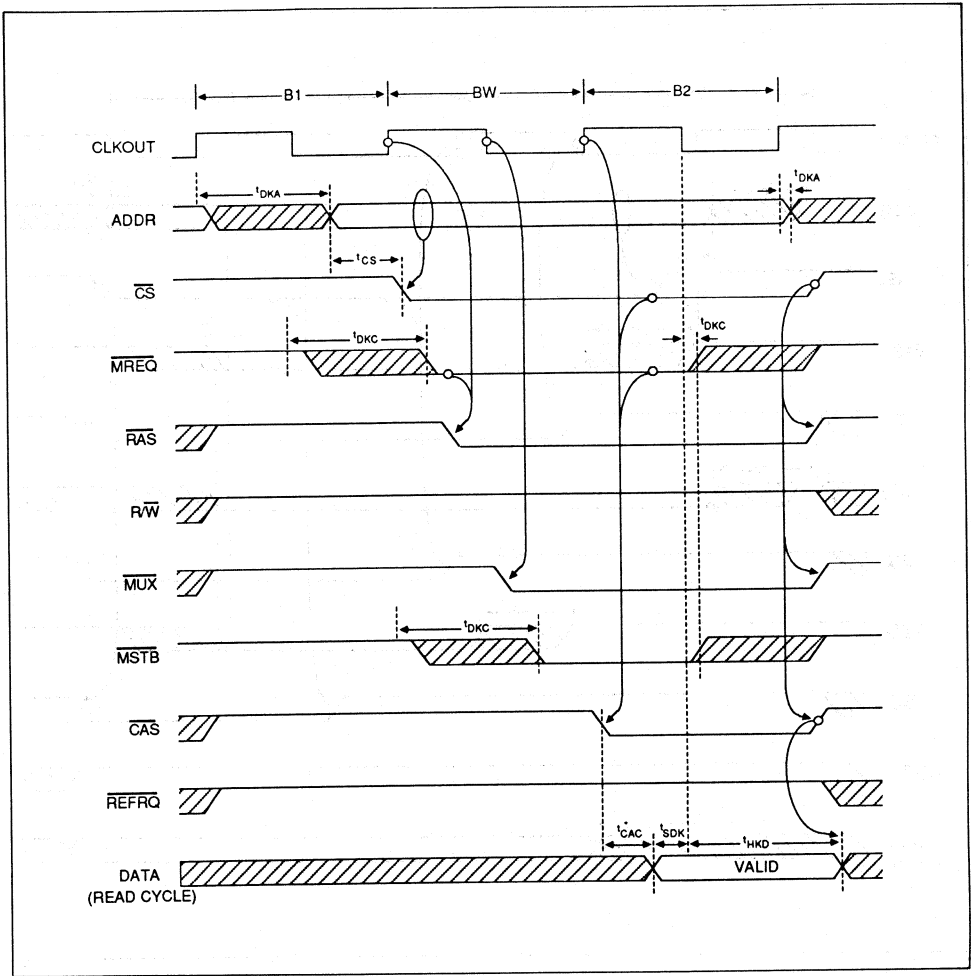 B1 BW B2
CLKOUT
tDKA tDKA
ADDR
tCS
CS
tDKC tDKC
MREQ
RAS
R/W
MUX
tDKC
MSTB
CAS
REFRQ
t*CAC tSDK tHKD
DATA VALID
(READ CYCLE)